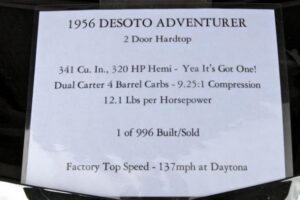 1956 DESOTO ADVENTURER
2 Door Hardtop
341 Cu. In., 320 HP Hemi - Yea It's Got One!
Dual Carter 4 Barrel Carbs - 9.25:1 Compression
12.1 Lbs per Horsepower
1 of 996 Built/Sold
Factory Top Speed - 137mph at Daytona